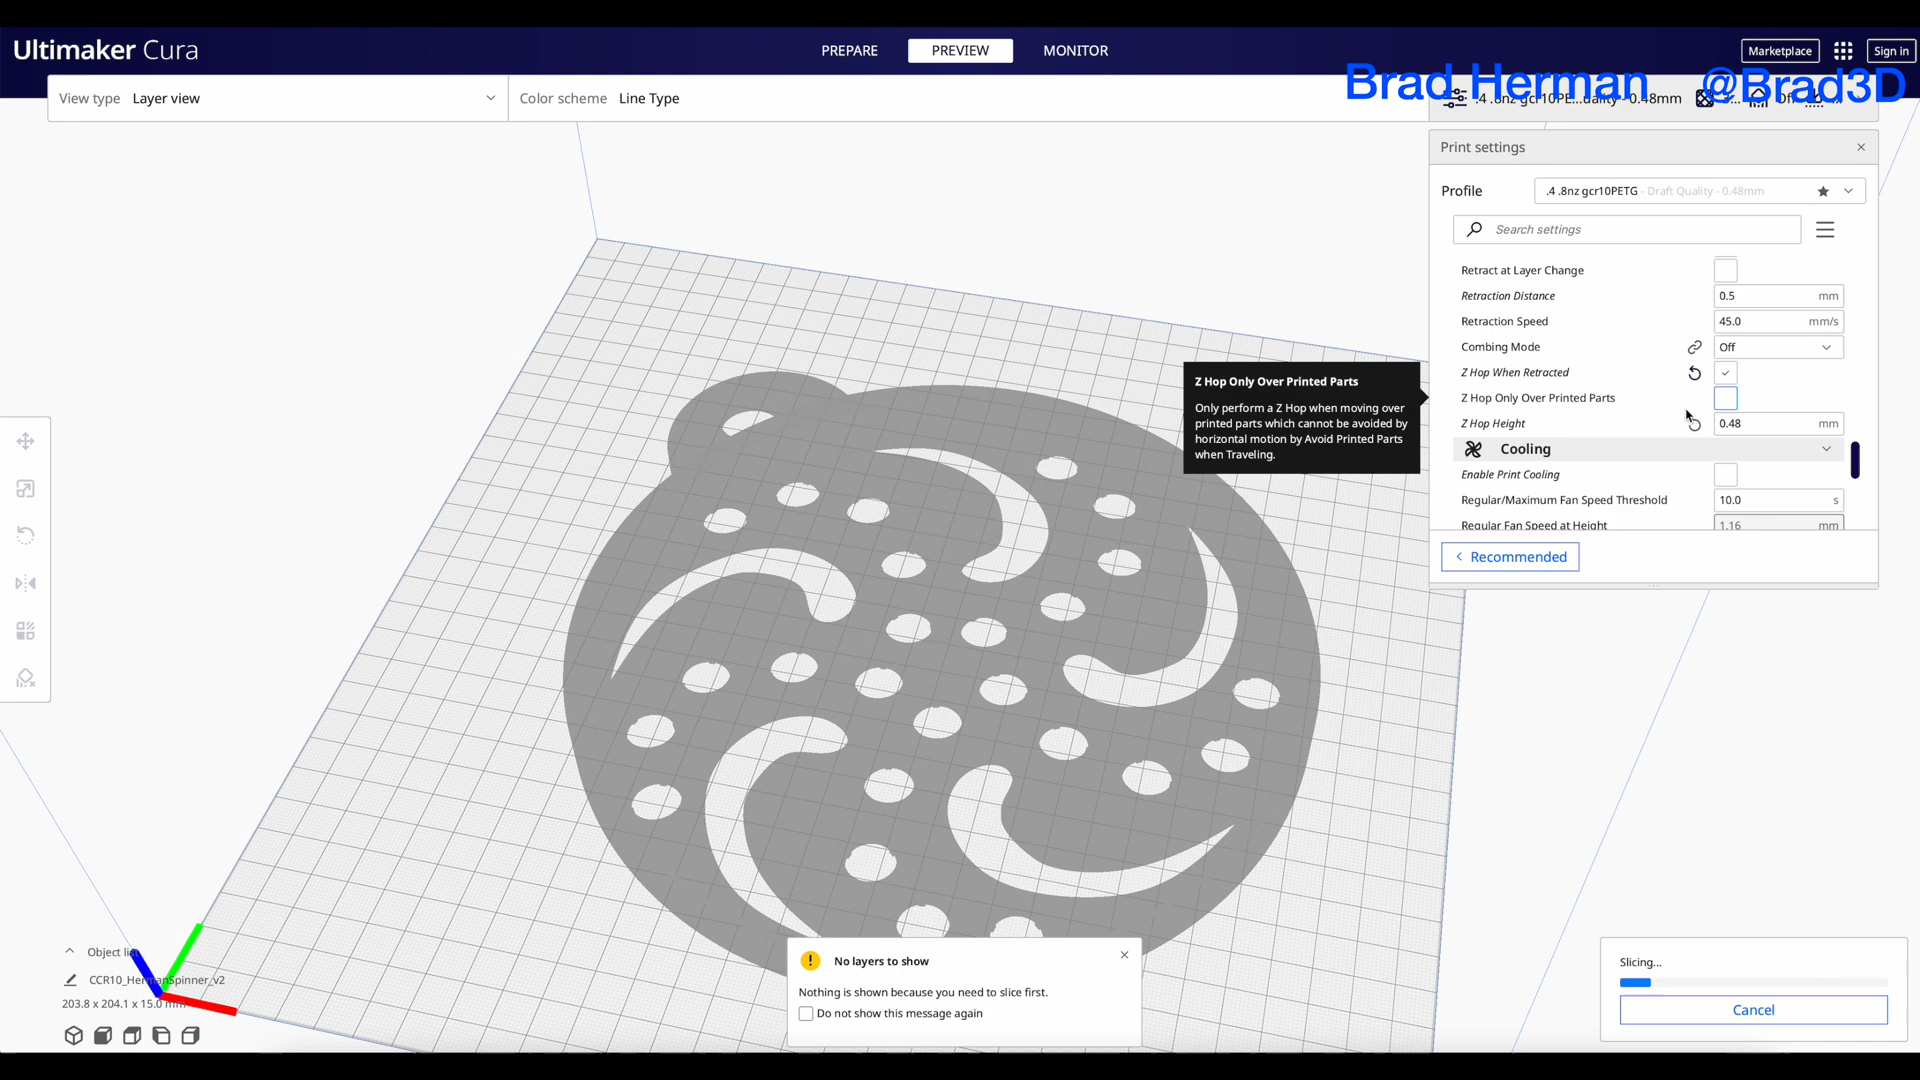 Ultimaker Cura
PREPARE
PREVIEW
MONITOR
Marketplace
Sign in
Brad Herman @Brad3D
View type Layer view
Color scheme Line Type
0.48mm
Print settings
Profile
.4 .8nz gcr10PETG - Draft Quality - 0.48mm
Search settings
Retract at Layer Change
Retraction Distance 0.5 mm
Retraction Speed 45.0 mm/s
Combing Mode Off
Z Hop When Retracted
Z Hop Only Over Printed Parts
Z Hop Height 0.48 mm
Cooling
Enable Print Cooling
Regular/Maximum Fan Speed Threshold 10.0 s
Regular Fan Speed at Height 1.16 mm
Recommended
Z Hop Only Over Printed Parts
Only perform a Z Hop when moving over
printed parts which cannot be avoided by
horizontal motion by Avoid Printed Parts
when Traveling.
Object list
CCR10_HermanSpinner_v2
203.8 x 204.1 x 15.0 mm
No layers to show
Nothing is shown because you need to slice first.
Do not show this message again
Slicing...
Cancel